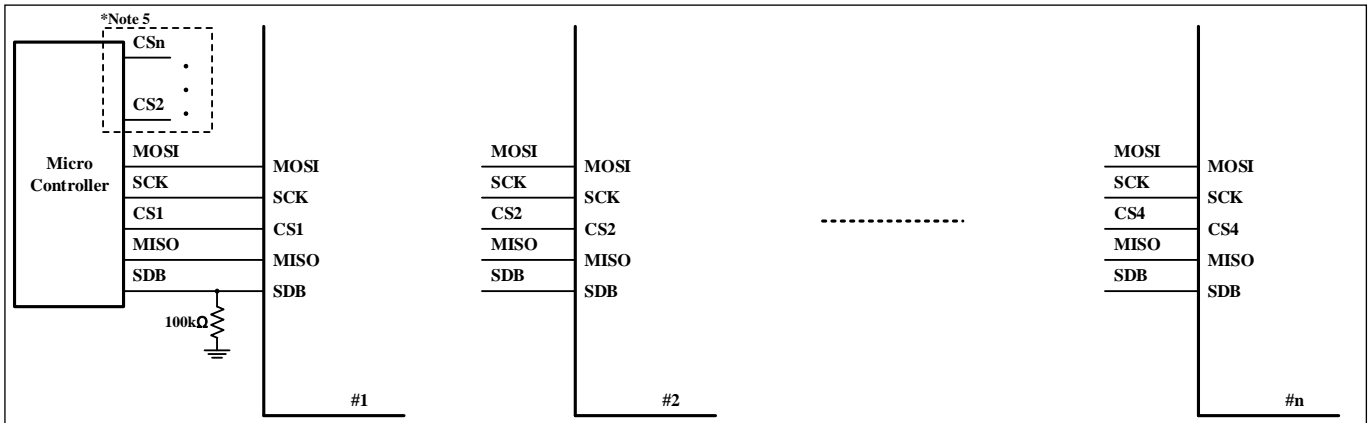 *Note 5
CSn
CS2
Micro
Controller
MOSI
SCK
CS1
MISO
SDB
100kΩ
MOSI
SCK
CS1
MISO
SDB
#1
MOSI
SCK
CS2
MISO
SDB
MOSI
SCK
CS2
MISO
SDB
#2
MOSI
SCK
CS4
MISO
SDB
MOSI
SCK
CS4
MISO
SDB
#n